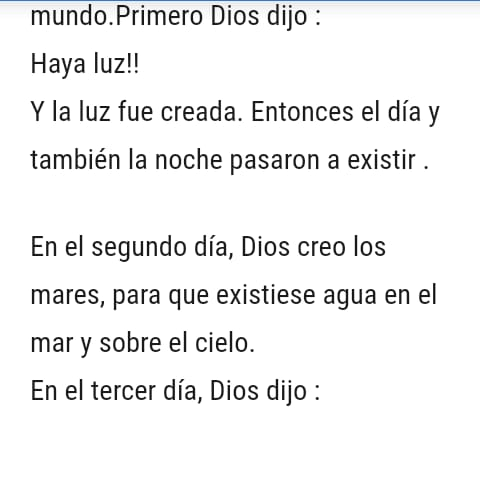 mundo.Primero Dios dijo :
Haya luz!!
Y la luz fue creada. Entonces el día y
también la noche pasaron a existir .
En el segundo día, Dios creo los
mares, para que existiese agua en el
mar y sobre el cielo.
En el tercer día, Dios dijo :